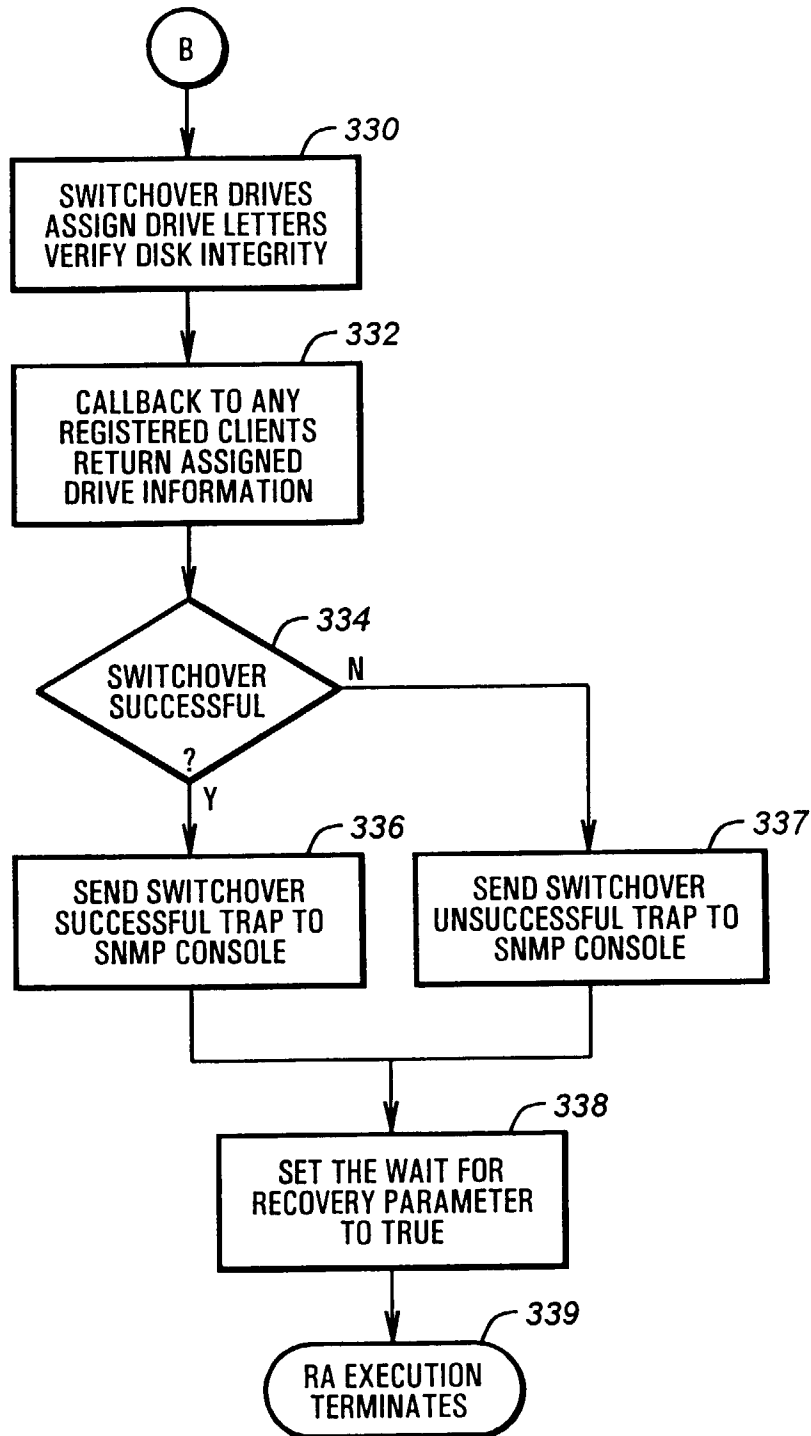 B
330
SWITCHOVER DRIVES
ASSIGN DRIVE LETTERS
VERIFY DISK INTEGRITY
332
CALLBACK TO ANY
REGISTERED CLIENTS
RETURN ASSIGNED
DRIVE INFORMATION
334
SWITCHOVER
SUCCESSFUL
?
N
Y
336
SEND SWITCHOVER
SUCCESSFUL TRAP TO
SNMP CONSOLE
337
SEND SWITCHOVER
UNSUCCESSFUL TRAP TO
SNMP CONSOLE
338
SET THE WAIT FOR
RECOVERY PARAMETER
TO TRUE
339
RA EXECUTION
TERMINATES